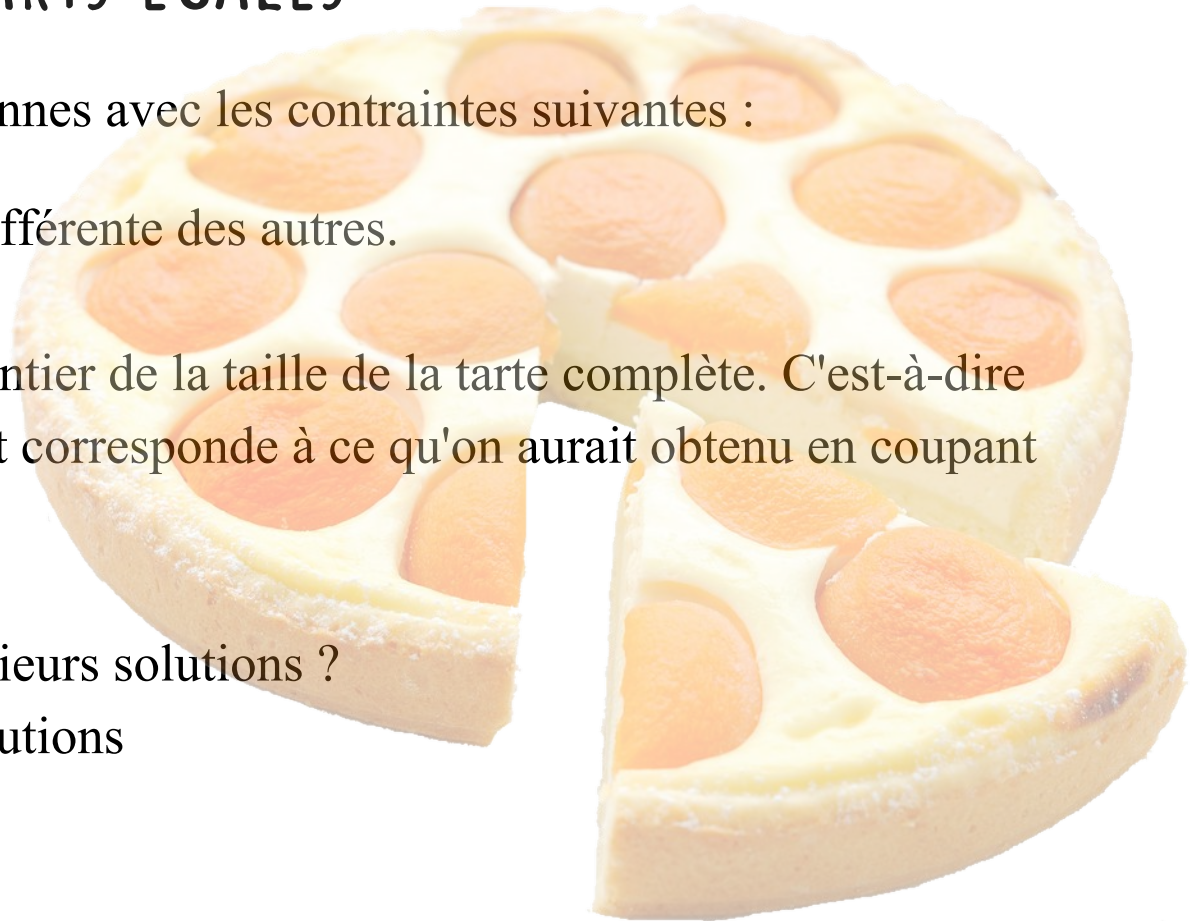 ÉGALES
nnes avec les contraintes suivantes :
fférente des autres.
ntier de la taille de la tarte complète. C'est-à-dire
t corresponde à ce qu'on aurait obtenu en coupant
ieurs solutions ?
utions